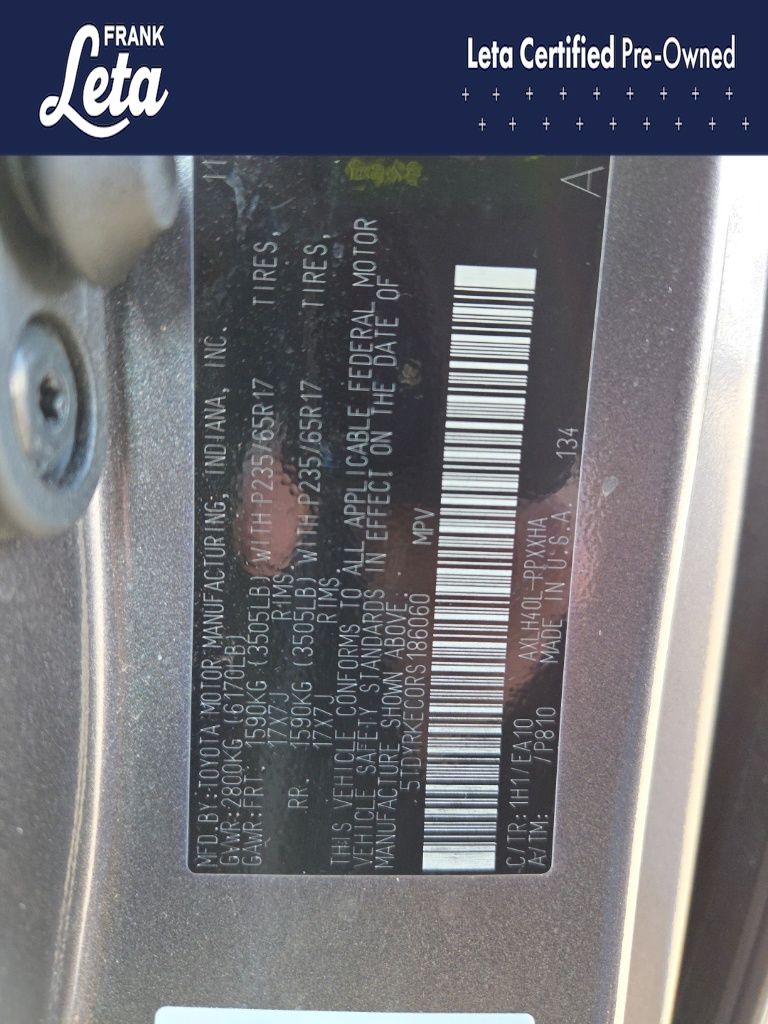 FRANK
Leta
Leta Certified Pre-Owned
MFD.BY: TOYOTA MOTOR MANUFACTURING, INDIANA, INC. 11
GVWR: 2800KG (6170LB)
GAWR: FRT. 1590KG (3505LB) WITH P235/65R17 TIRES,
17X7J RIMS
RR. 1590KG (3505LB) WITH P235/65R17 TIRES,
17X7J RIMS
THIS VEHICLE CONFORMS TO ALL APPLICABLE FEDERAL MOTOR
VEHICLE SAFETY STANDARDS IN EFFECT ON THE DATE OF
MANUFACTURE SHOWN ABOVE.
MPV
C/TR: 1H1/EA10 AXLH40L-PPXXHA
A/TM: /P810 MADE IN U.S.A. 134
A